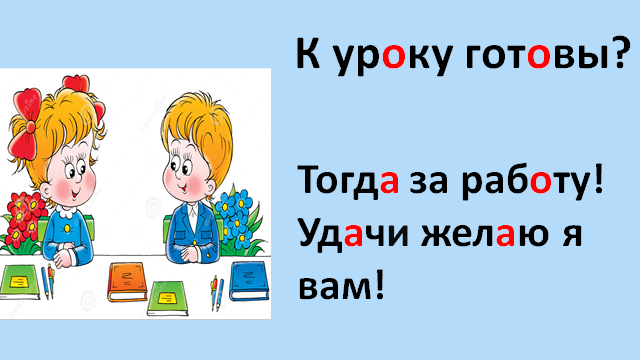 К уроку готовы?
Тогда за работу!
Удачи желаю я
вам!